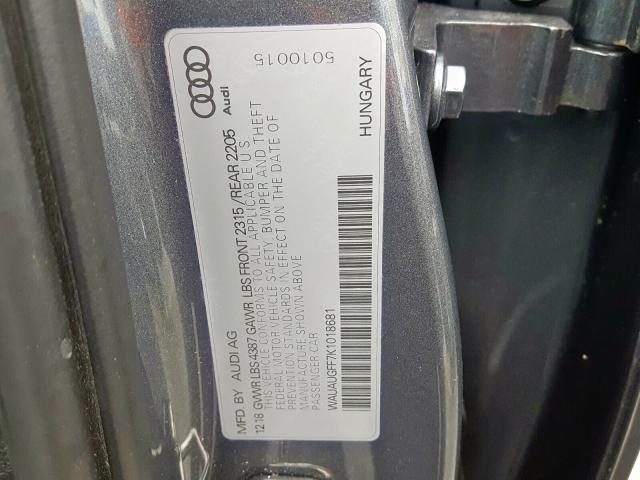 MFD. BY AUDI AG
Audi
12 18 GVWR LBS 4387 GAWR LBS FRONT 2315 / REAR 2205
THIS VEHICLE CONFORMS TO ALL APPLICABLE U.S.
FEDERAL MOTOR VEHICLE SAFETY, BUMPER AND THEFT
PREVENTION STANDARDS IN EFFECT ON THE DATE OF
MANUFACTURE SHOWN ABOVE
PASSENGER CAR
WAUAUGFF7K1018681
HUNGARY
5010015